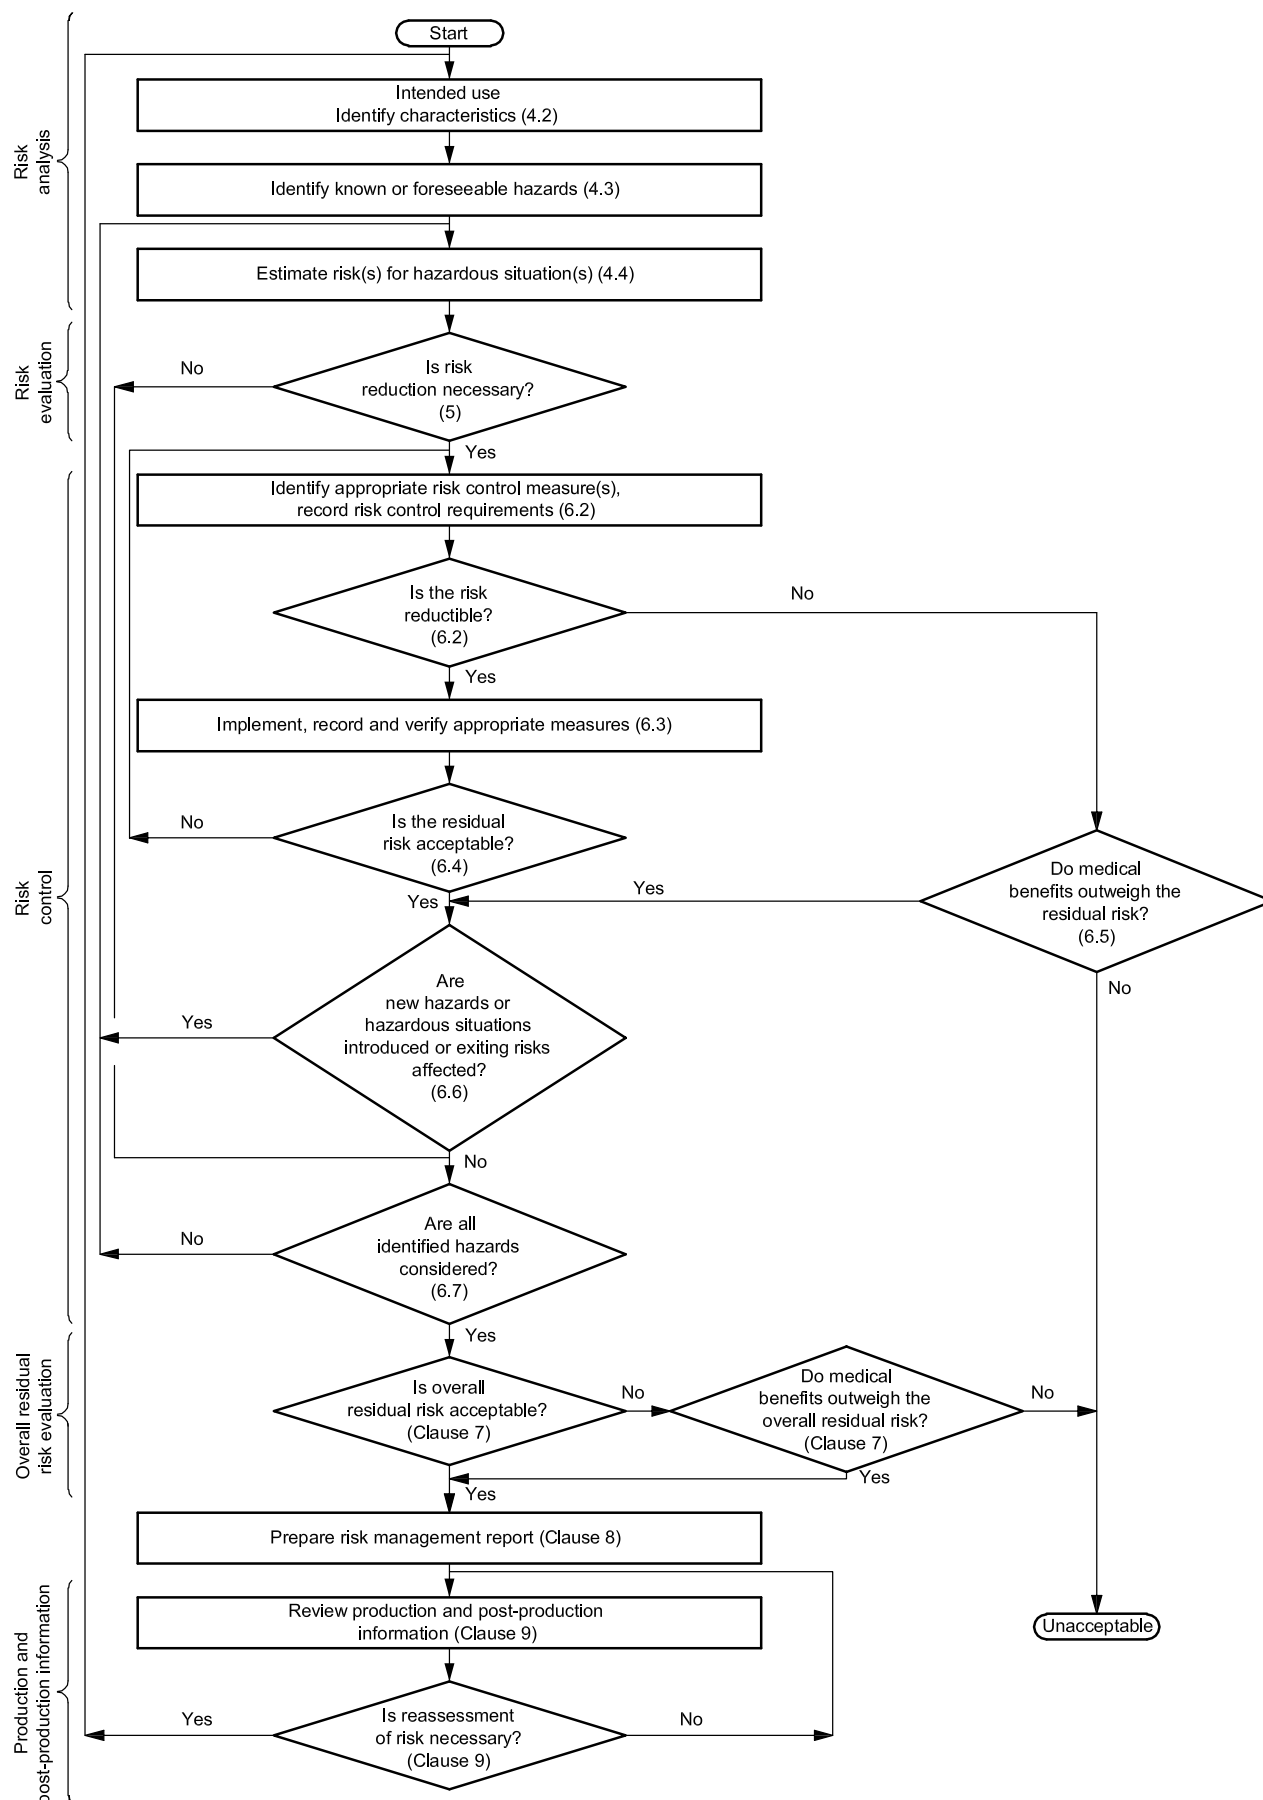 Start
Intended use
Identify characteristics (4.2)
Risk
analysis
Identify known or foreseeable hazards (4.3)
Estimate risk(s) for hazardous situation(s) (4.4)
Risk
evaluation
Is risk
reduction necessary?
(5)
No
Yes
Identify appropriate risk control measure(s),
record risk control requirements (6.2)
Is the risk
reductible?
(6.2)
No
Yes
Implement, record and verify appropriate measures (6.3)
Is the residual
risk acceptable?
(6.4)
No
Yes
Risk
control
Do medical
benefits outweigh the
residual risk?
(6.5)
Yes
No
Are
new hazards or
hazardous situations
introduced or exiting risks
affected?
(6.6)
Yes
No
Are all
identified hazards
considered?
(6.7)
No
Yes
Overall residual
risk evaluation
Is overall
residual risk acceptable?
(Clause 7)
No
Yes
Do medical
benefits outweigh the
overall residual risk?
(Clause 7)
No
Yes
Prepare risk management report (Clause 8)
Production and
post-production information
Review production and post-production
information (Clause 9)
Unacceptable
Is reassessment
of risk necessary?
(Clause 9)
Yes
No